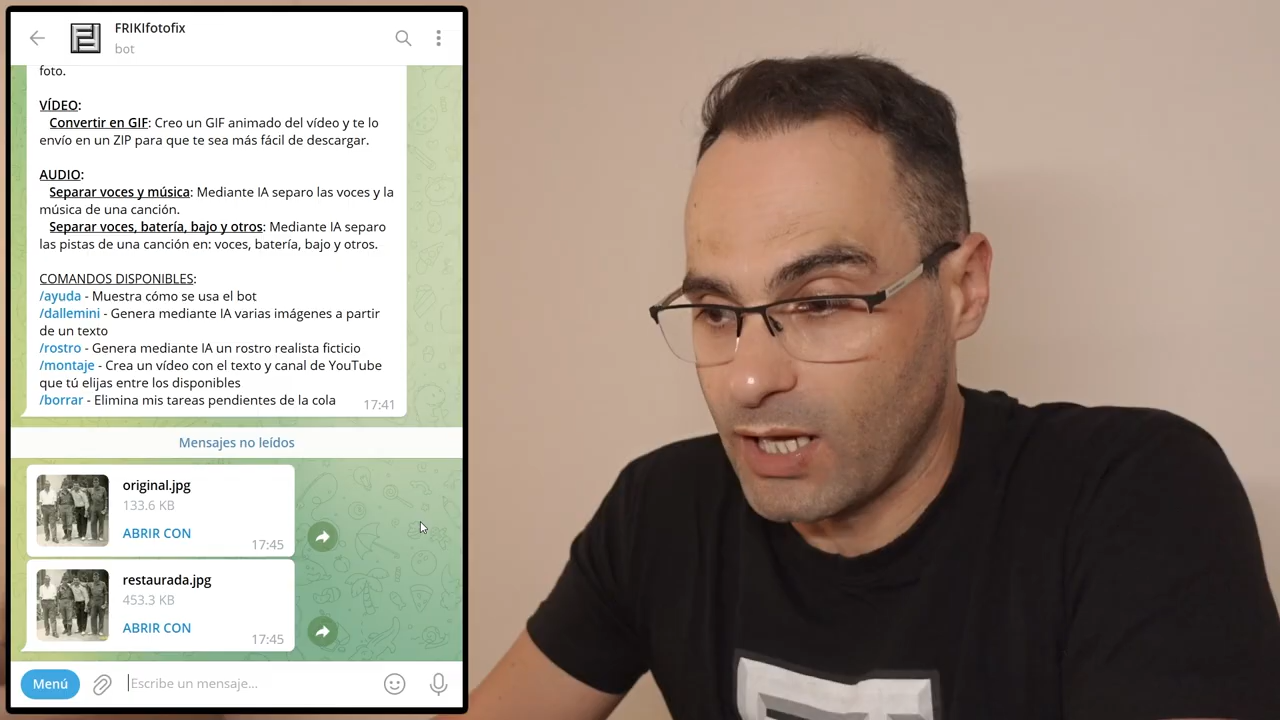 FRIKIfotofix
bot
foto.
VÍDEO:
Convertir en GIF: Creo un GIF animado del vídeo y te lo
envío en un ZIP para que te sea más fácil de descargar.
AUDIO:
Separar voces y música: Mediante IA separo las voces y la
música de una canción.
Separar voces, batería, bajo y otros: Mediante IA separo
las pistas de una canción en: voces, batería, bajo y otros.
COMANDOS DISPONIBLES:
/ayuda - Muestra cómo se usa el bot
/dallemini - Genera mediante IA varias imágenes a partir
de un texto
/rostro - Genera mediante IA un rostro realista ficticio
/montaje - Crea un vídeo con el texto y canal de YouTube
que tú elijas entre los disponibles
/borrar - Elimina mis tareas pendientes de la cola
17:41
Mensajes no leídos
original.jpg
133.6 KB
ABRIR CON
17:45
restaurada.jpg
453.3 KB
ABRIR CON
17:45
Menú
Escribe un mensaje...